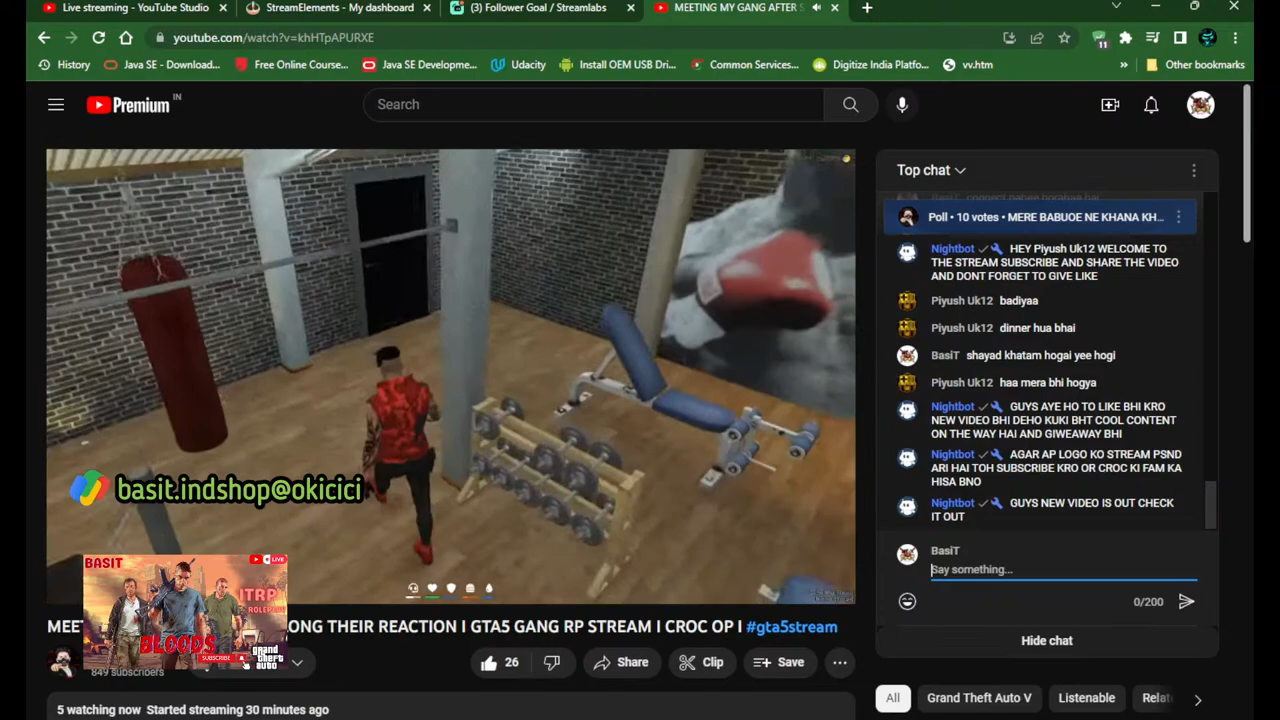 Live streaming - YouTube Studio
StreamElements - My dashboard
(3) Follower Goal / Streamlabs
MEETING MY GANG AFTER S
youtube.com/watch?v=khHTpAPURXE
11
History
Java SE - Download...
Free Online Course...
Java SE Developme...
Udacity
Install OEM USB Dri...
Common Services...
Digitize India Platfo...
vv.htm
Other bookmarks
Premium
IN
Search
Top chat
Poll • 10 votes • MERE BABUOE NE KHANA KH...
Nightbot HEY Piyush Uk12 WELCOME TO
THE STREAM SUBSCRIBE AND SHARE THE VIDEO
AND DONT FORGET TO GIVE LIKE
Piyush Uk12 badiyaa
Piyush Uk12 dinner hua bhai
BasiT shayad khatam hogai yee hogi
Piyush Uk12 haa mera bhi hogya
Nightbot GUYS AYE HO TO LIKE BHI KRO
NEW VIDEO BHI DEHO KUKI BHT COOL CONTENT
ON THE WAY HAI AND GIWEAWAY BHI
Nightbot AGAR AP LOGO KO STREAM PSND
ARI HAI TOH SUBSCRIBE KRO OR CROC KI FAM KA
HISA BNO
Nightbot GUYS NEW VIDEO IS OUT CHECK
IT OUT
BasiT
Say something...
0/200
Hide chat
basit.indshop@okicici
BASIT
LIVE
ITRP
ROLEPLAY
BLOODS
SUBSCRIBE
grand
theft
auto
MEE
ONG THEIR REACTION I GTA5 GANG RP STREAM I CROC OP I #gta5stream
849 subscribers
26
Share
Clip
Save
5 watching now Started streaming 30 minutes ago
All
Grand Theft Auto V
Listenable
Relat